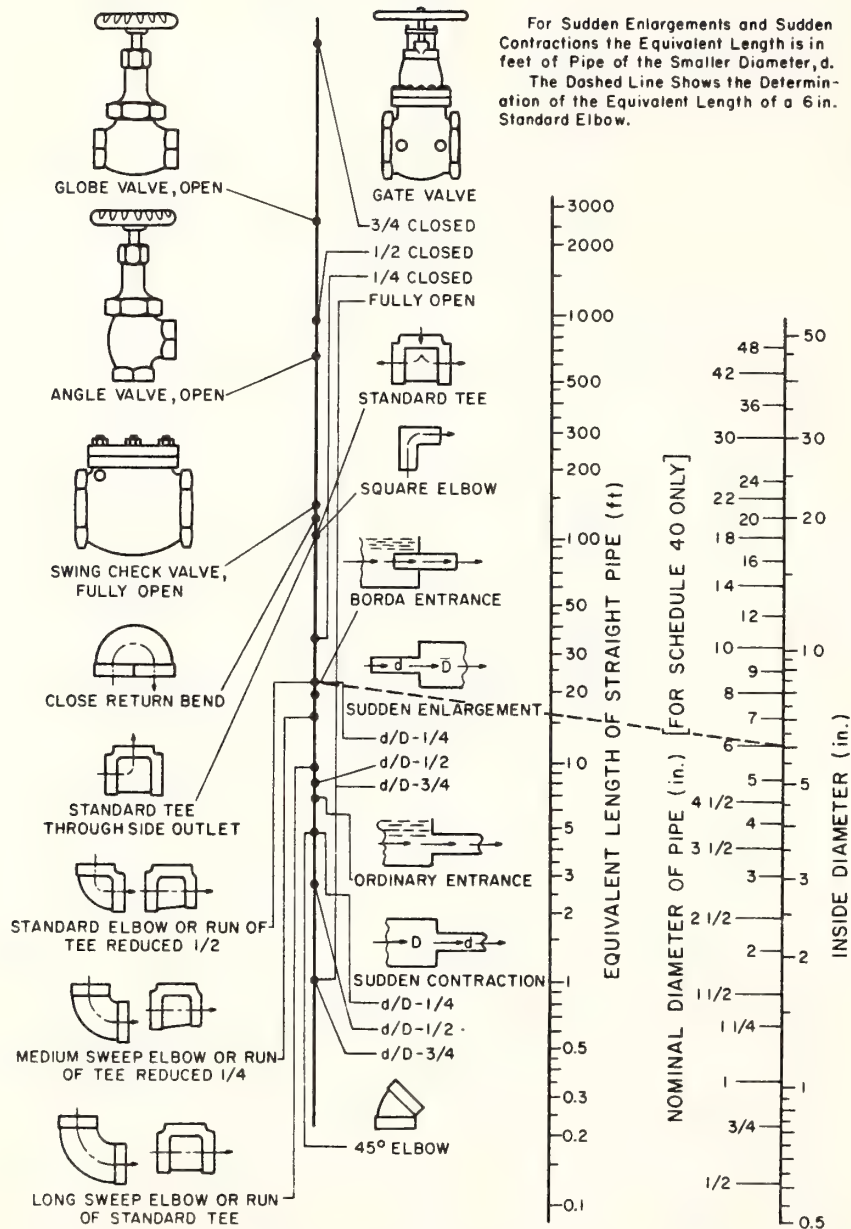 For Sudden Enlargements and Sudden
Contractions the Equivalent Length is in
feet of Pipe of the Smaller Diameter, d.
The Dashed Line Shows the Determin-
ation of the Equivalent Length of a 6 in.
Standard Elbow.
GLOBE VALVE, OPEN
ANGLE VALVE, OPEN
SWING CHECK VALVE,
FULLY OPEN
CLOSE RETURN BEND
STANDARD TEE
THROUGH SIDE OUTLET
STANDARD ELBOW OR RUN OF
TEE REDUCED 1/2
MEDIUM SWEEP ELBOW OR RUN
OF TEE REDUCED 1/4
LONG SWEEP ELBOW OR RUN
OF STANDARD TEE
GATE VALVE
3/4 CLOSED
1/2 CLOSED
1/4 CLOSED
FULLY OPEN
STANDARD TEE
SQUARE ELBOW
BORDA ENTRANCE
d
D
SUDDEN ENLARGEMENT
d/D-1/4
d/D-1/2
d/D-3/4
ORDINARY ENTRANCE
D
d
SUDDEN CONTRACTION
d/D-1/4
d/D-1/2
d/D-3/4
45° ELBOW
3000
2000
1000
500
300
200
100
50
30
20
10
5
3
2
1
0.5
0.3
0.2
0.1
EQUIVALENT LENGTH OF STRAIGHT PIPE (ft)
NOMINAL DIAMETER OF PIPE (in.) [FOR SCHEDULE 40 ONLY]
48
42
36
30
24
22
20
18
16
14
12
10
9
8
7
6
5
4 1/2
4
3 1/2
3
2 1/2
2
1 1/2
1 1/4
1
3/4
1/2
50
30
20
10
5
3
2
1
0.5
INSIDE DIAMETER (in.)